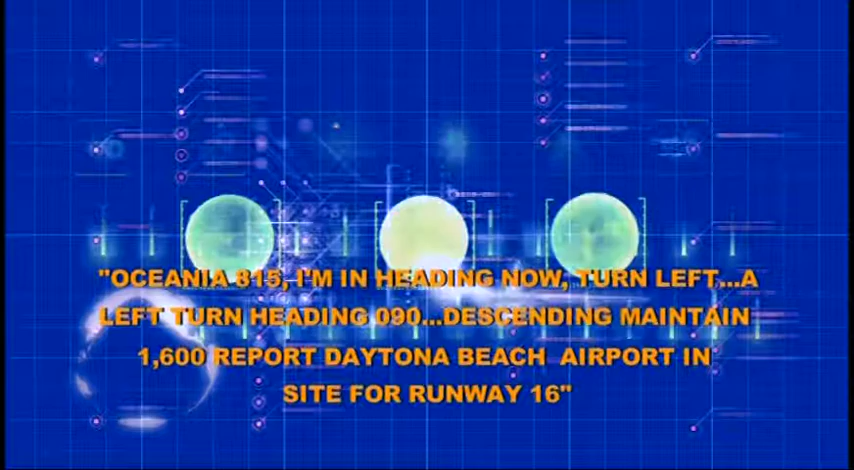 "OCEANIA 815, I'M IN HEADING NOW, TURN LEFT...A
LEFT TURN HEADING 090...DESCENDING MAINTAIN
1,600 REPORT DAYTONA BEACH AIRPORT IN
SITE FOR RUNWAY 16"